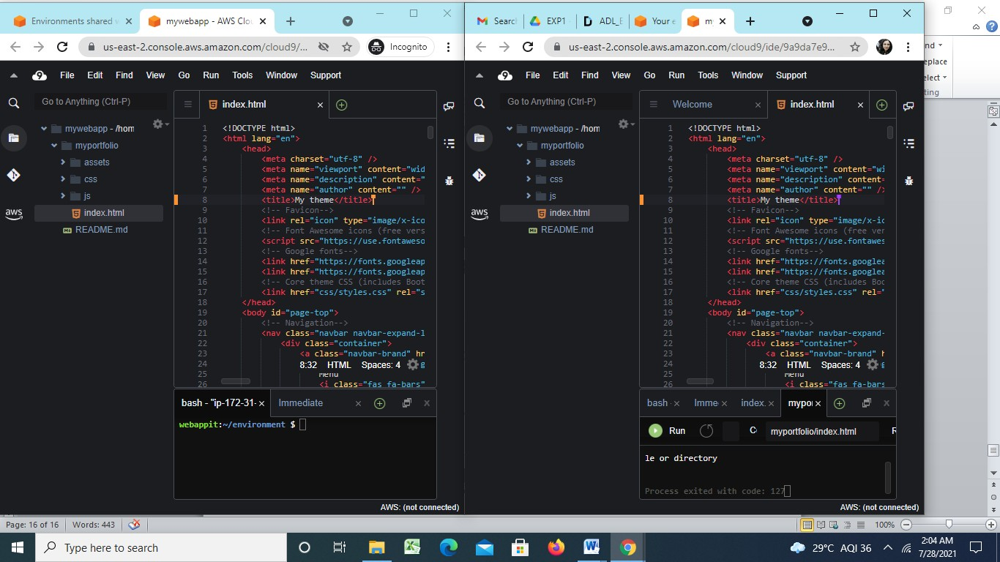 Environments shared w
mywebapp - AWS Clou
us-east-2.console.aws.amazon.com/cloud9/...
Incognito
9
File Edit Find View Go Run Tools Window Support
Go to Anything (Ctrl-P)
index.html
mywebapp - /hom
myportfolio
assets
css
js
index.html
README.md
aws
1 <!DOCTYPE html>
2 <html lang="en">
3 <head>
4 <meta charset="utf-8" />
5 <meta name="viewport" content="wid
6 <meta name="description" content="
7 <meta name="author" content="" />
8 <title>My theme</title>
9 <!-- Favicon-->
10 <link rel="icon" type="image/x-ico
11 <!-- Font Awesome icons (free vers
12 <script src="https://use.fontaweso
13 <!-- Google fonts-->
14 <link href="https://fonts.googleap
15 <link href="https://fonts.googleap
16 <!-- Core theme CSS (includes Boot
17 <link href="css/styles.css" rel="s
18 </head>
19 <body id="page-top">
20 <!-- Navigation-->
21 <nav class="navbar navbar-expand-l
22 <div class="container">
23 <a class="navbar-brand" hr
24 8:32 HTML Spaces: 4
25 Menu
26 <i class="fas fa-bars"
bash - "ip-172-31- Immediate
webappit:~/environment $
AWS: (not connected)
Searc
EXP1
ADL_E
Your e
my
us-east-2.console.aws.amazon.com/cloud9/ide/9a9da7e9...
9
File Edit Find View Go Run Tools Window Support
Go to Anything (Ctrl-P)
Welcome index.html
mywebapp - /hom
myportfolio
assets
css
js
index.html
README.md
aws
1 <!DOCTYPE html>
2 <html lang="en">
3 <head>
4 <meta charset="utf-8" />
5 <meta name="viewport" content="wi
6 <meta name="description" content=
7 <meta name="author" content="" />
8 <title>My theme</title>
9 <!-- Favicon-->
10 <link rel="icon" type="image/x-ic
11 <!-- Font Awesome icons (free ver
12 <script src="https://use.fontawes
13 <!-- Google fonts-->
14 <link href="https://fonts.googlea
15 <link href="https://fonts.googlea
16 <!-- Core theme CSS (includes Boo
17 <link href="css/styles.css" rel="
18 </head>
19 <body id="page-top">
20 <!-- Navigation-->
21 <nav class="navbar navbar-expand-
22 <div class="container">
23 <a class="navbar-brand" h
24 8:32 HTML Spaces: 4
25 Menu
26 <i class="fas fa-bars
bash Imme index. mypor
Run
myportfolio/index.html
R
le or directory
Process exited with code: 127
AWS: (not connected)
nd
eplace
elect
ting
Page: 16 of 16 Words: 443
100%
Type here to search
29°C AQI 36
2:04 AM
7/28/2021